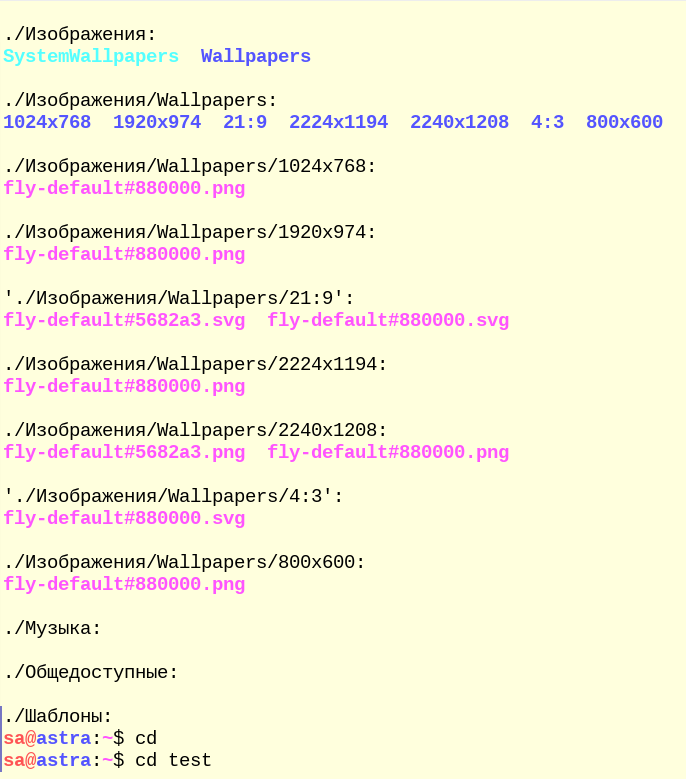 ./Изображения:
SystemWallpapers  Wallpapers
./Изображения/Wallpapers:
1024x768  1920x974  21:9  2224x1194  2240x1208  4:3  800x600
./Изображения/Wallpapers/1024x768:
fly-default#880000.png
./Изображения/Wallpapers/1920x974:
fly-default#880000.png
'./Изображения/Wallpapers/21:9':
fly-default#5682a3.svg  fly-default#880000.svg
./Изображения/Wallpapers/2224x1194:
fly-default#880000.png
./Изображения/Wallpapers/2240x1208:
fly-default#5682a3.png  fly-default#880000.png
'./Изображения/Wallpapers/4:3':
fly-default#880000.svg
./Изображения/Wallpapers/800x600:
fly-default#880000.png
./Музыка:
./Общедоступные:
./Шаблоны:
sa@astra:~$ cd
sa@astra:~$ cd test